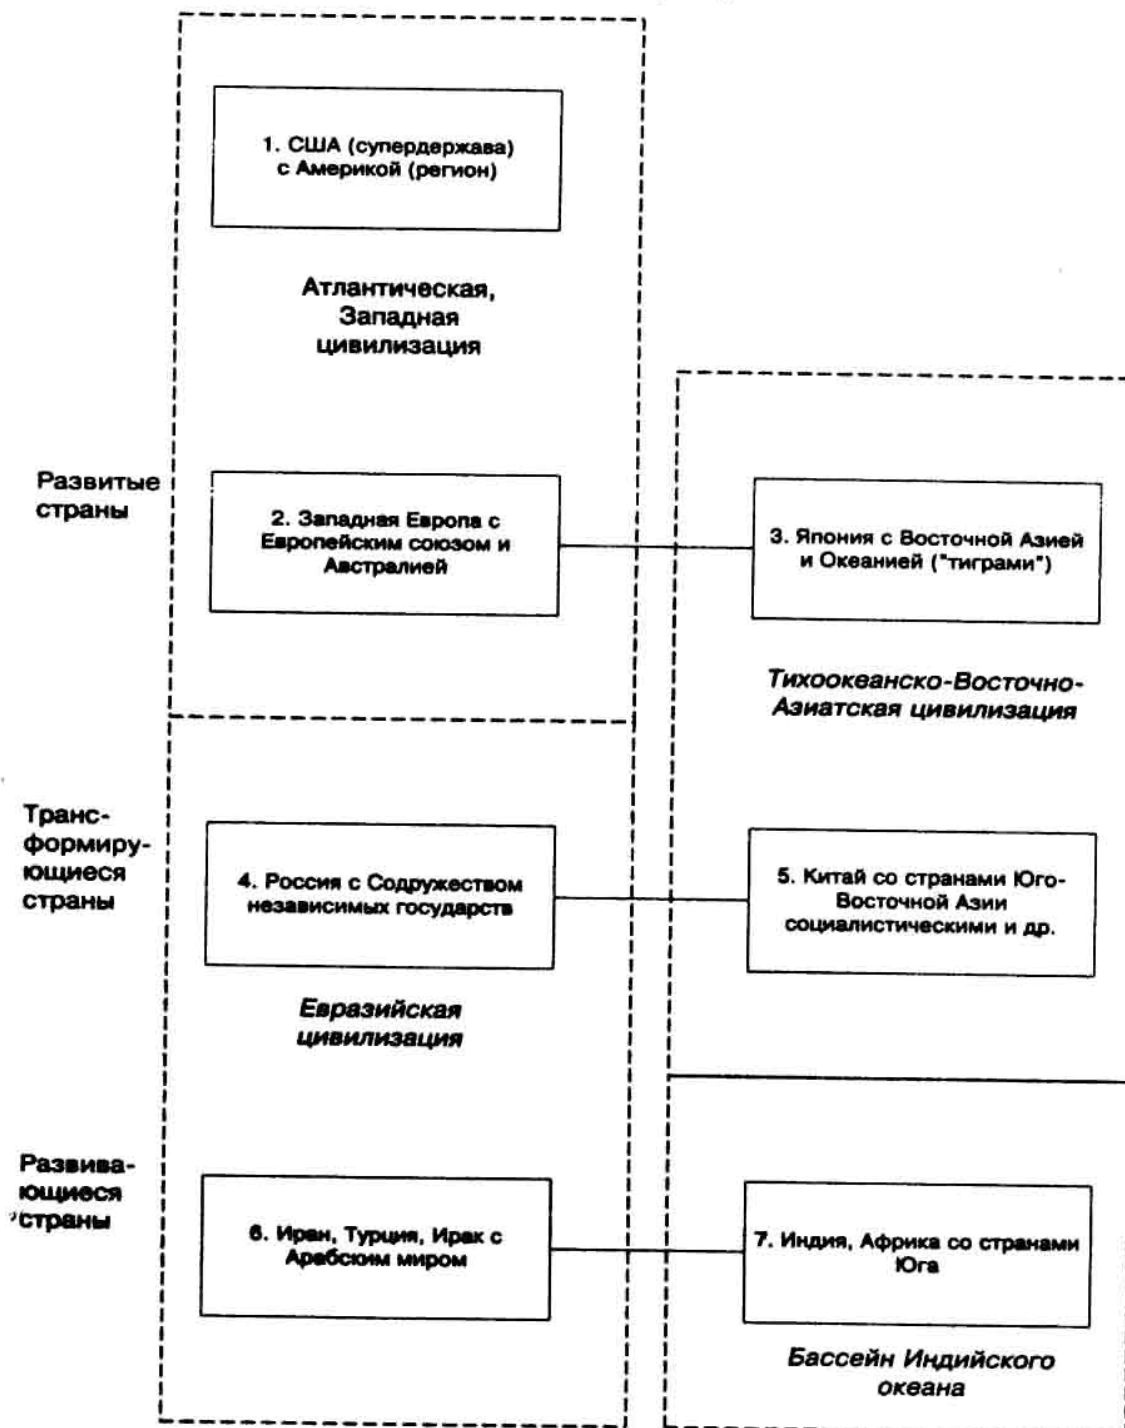 1. США (супердержава)
с Америкой (регион)
Атлантическая,
Западная
цивилизация
Развитые
страны
2. Западная Европа с
Европейским союзом и
Австралией
3. Япония с Восточной Азией
и Океанией ("тиграми")
Тихоокеанско-Восточно-
Азиатская цивилизация
Транс-
формиру-
ющиеся
страны
4. Россия с Содружеством
независимых государств
5. Китай со странами Юго-
Восточной Азии
социалистическими и др.
Евразийская
цивилизация
Развива-
ющиеся
страны
6. Иран, Турция, Ирак с
Арабским миром
7. Индия, Африка со странами
Юга
Бассейн Индийского
океана